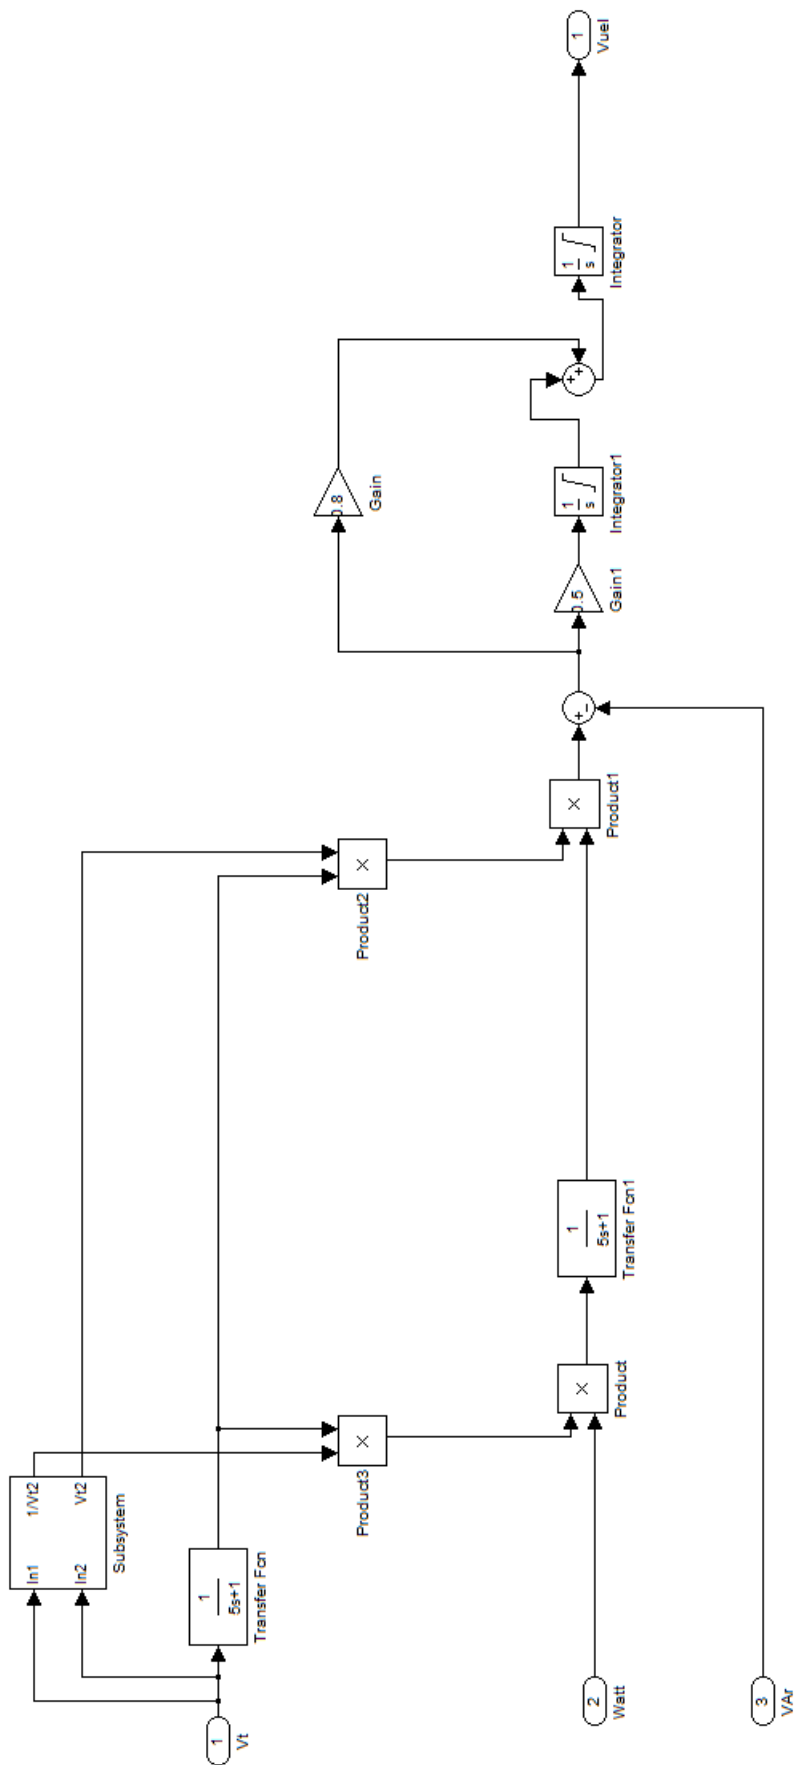 1
Vt
2
Watt
3
VAr
In1
In2
1/Vt2
Vt2
Subsystem
1
5s+1
Transfer Fcn
×
Product3
×
Product
1
5s+1
Transfer Fcn1
×
Product2
×
Product1
+
−
0.8
Gain
0.5
Gain1
1
s
Integrator1
+
+
1
s
Integrator
1
Vuel